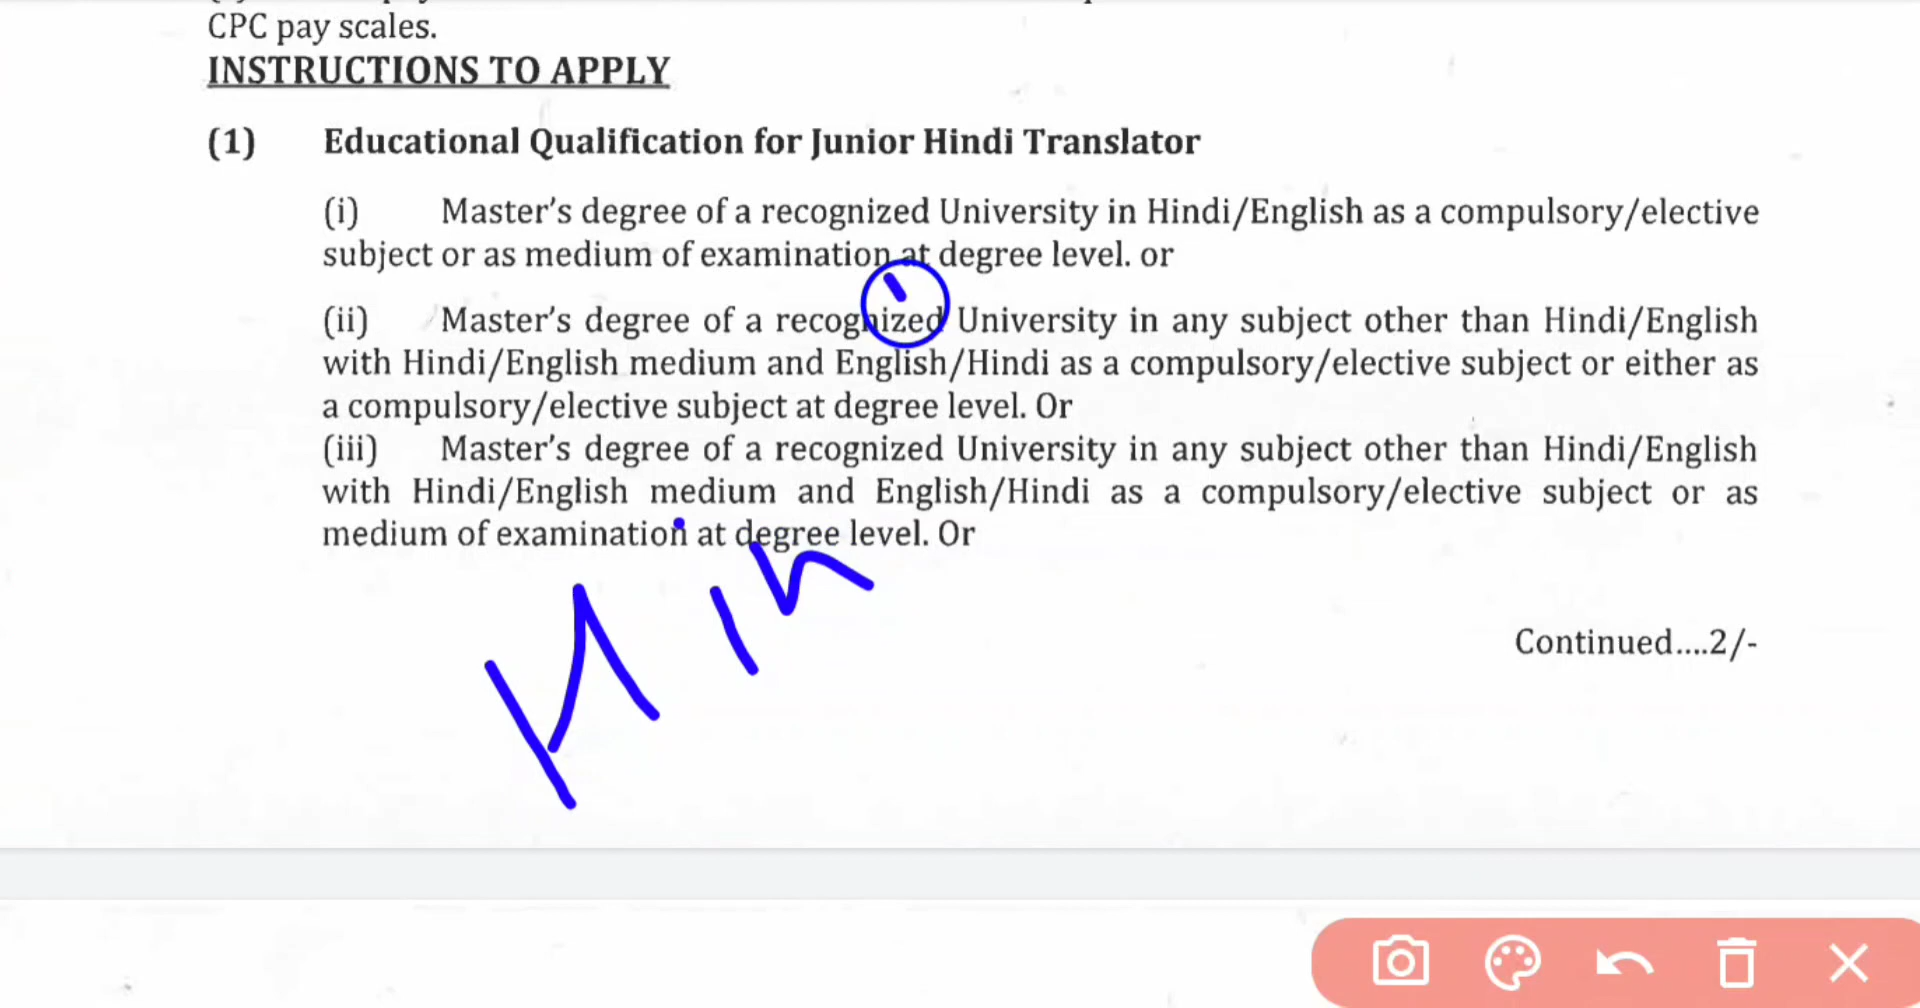 CPC pay scales.
INSTRUCTIONS TO APPLY
(1) Educational Qualification for Junior Hindi Translator
(i) Master's degree of a recognized University in Hindi/English as a compulsory/elective
subject or as medium of examination at degree level. or
(ii) Master's degree of a recognized University in any subject other than Hindi/English
with Hindi/English medium and English/Hindi as a compulsory/elective subject or either as
a compulsory/elective subject at degree level. Or
(iii) Master's degree of a recognized University in any subject other than Hindi/English
with Hindi/English medium and English/Hindi as a compulsory/elective subject or as
medium of examination at degree level. Or
Hin
Continued....2/-